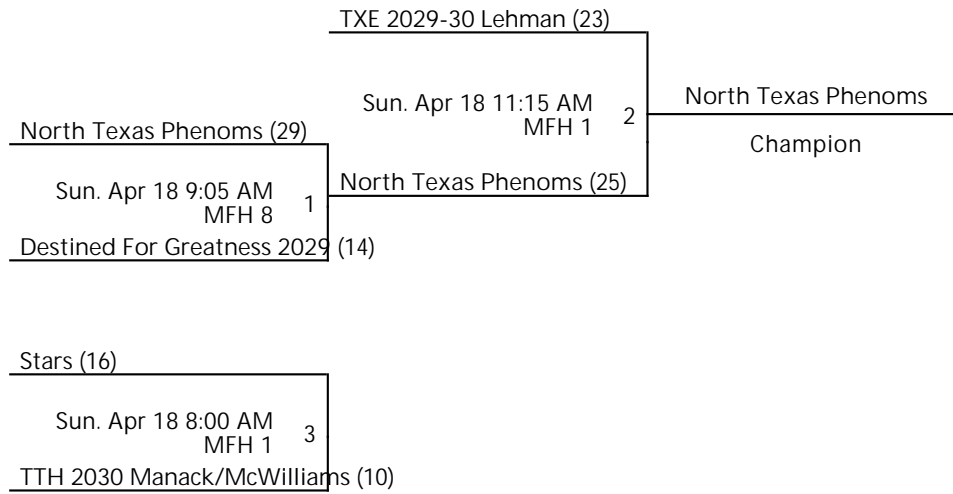 TXE 2029-30 Lehman (23)
Sun. Apr 18 11:15 AM
MFH 1
2
North Texas Phenoms
Champion
North Texas Phenoms (29)
Sun. Apr 18 9:05 AM
MFH 8
1
North Texas Phenoms (25)
Destined For Greatness 2029 (14)
Stars (16)
Sun. Apr 18 8:00 AM
MFH 1
3
TTH 2030 Manack/McWilliams (10)